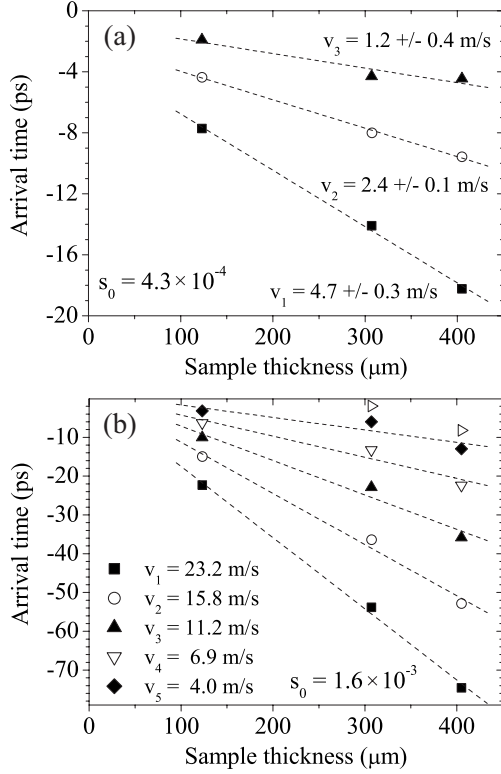 (a)
v₃ = 1.2 +/- 0.4 m/s
v₂ = 2.4 +/- 0.1 m/s
s₀ = 4.3 × 10⁻⁴
v₁ = 4.7 +/- 0.3 m/s
0
-4
-8
-12
-16
-20
Arrival time (ps)
0 100 200 300 400
Sample thickness (μm)
(b)
-10
-20
-30
-40
-50
-60
-70
Arrival time (ps)
v₁ = 23.2 m/s
v₂ = 15.8 m/s
v₃ = 11.2 m/s
v₄ = 6.9 m/s
v₅ = 4.0 m/s
s₀ = 1.6 × 10⁻³
0 100 200 300 400
Sample thickness (μm)